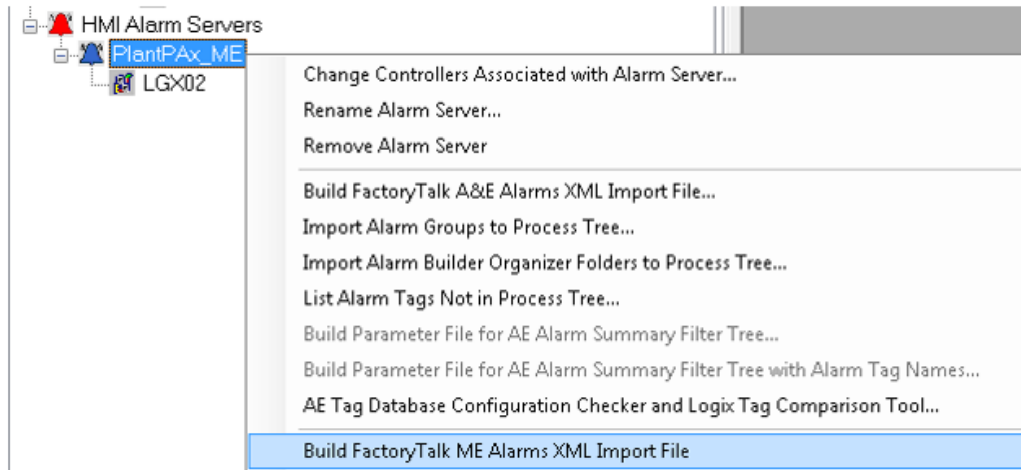 HMI Alarm Servers
PlantPAx_ME
LGX02
Change Controllers Associated with Alarm Server...
Rename Alarm Server...
Remove Alarm Server
Build FactoryTalk A&E Alarms XML Import File...
Import Alarm Groups to Process Tree...
Import Alarm Builder Organizer Folders to Process Tree...
List Alarm Tags Not in Process Tree...
Build Parameter File for AE Alarm Summary Filter Tree...
Build Parameter File for AE Alarm Summary Filter Tree with Alarm Tag Names...
AE Tag Database Configuration Checker and Logix Tag Comparison Tool...
Build FactoryTalk ME Alarms XML Import File